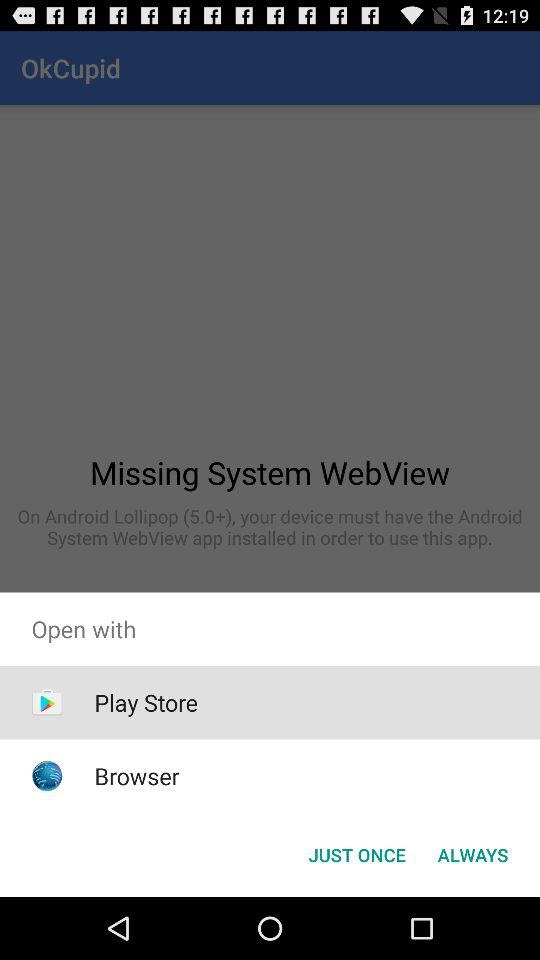 12:19
OkCupid
Missing System WebView
On Android Lollipop (5.0+), your device must have the Android
System WebView app installed in order to use this app.
Open with
Play Store
Browser
JUST ONCE ALWAYS